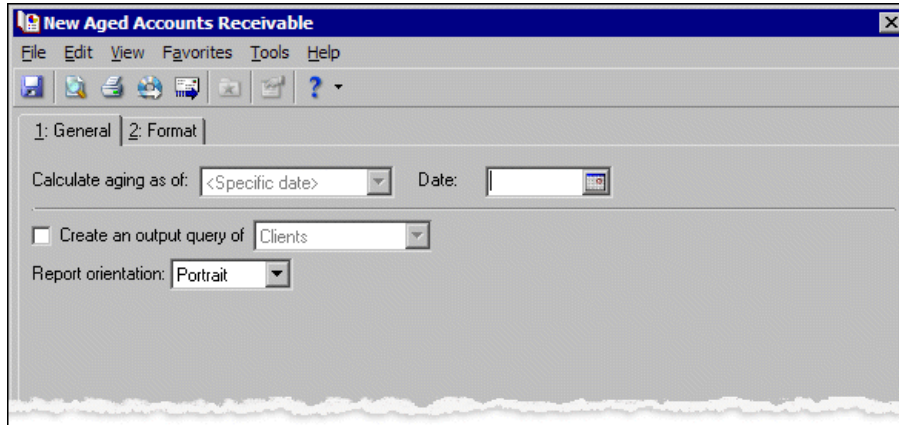 New Aged Accounts Receivable
File Edit View Favorites Tools Help
?
1: General 2: Format
Calculate aging as of: <Specific date> Date:
Create an output query of Clients
Report orientation: Portrait